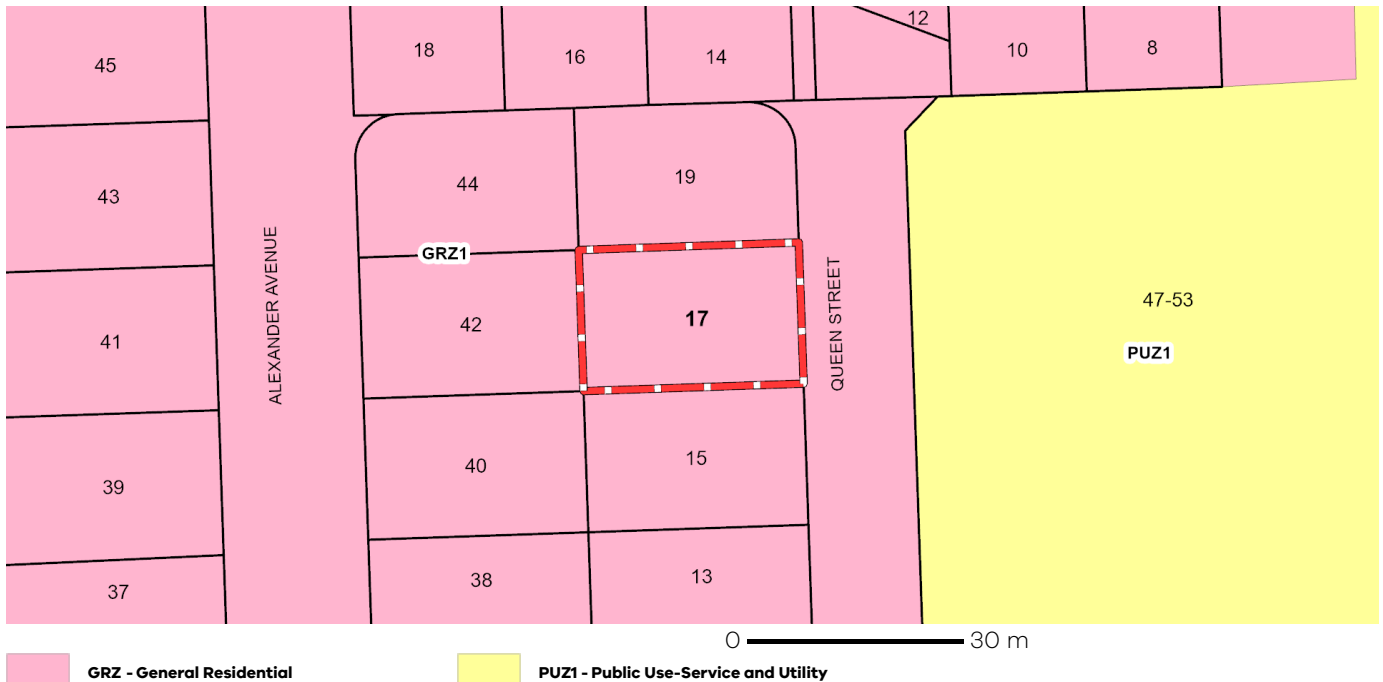 12
18
16
14
10
8
45
44
19
43
GRZ1
ALEXANDER AVENUE
QUEEN STREET
47-53
PUZ1
41
42
17
39
40
15
37
38
13
0 30 m
GRZ - General Residential
PUZ1 - Public Use-Service and Utility